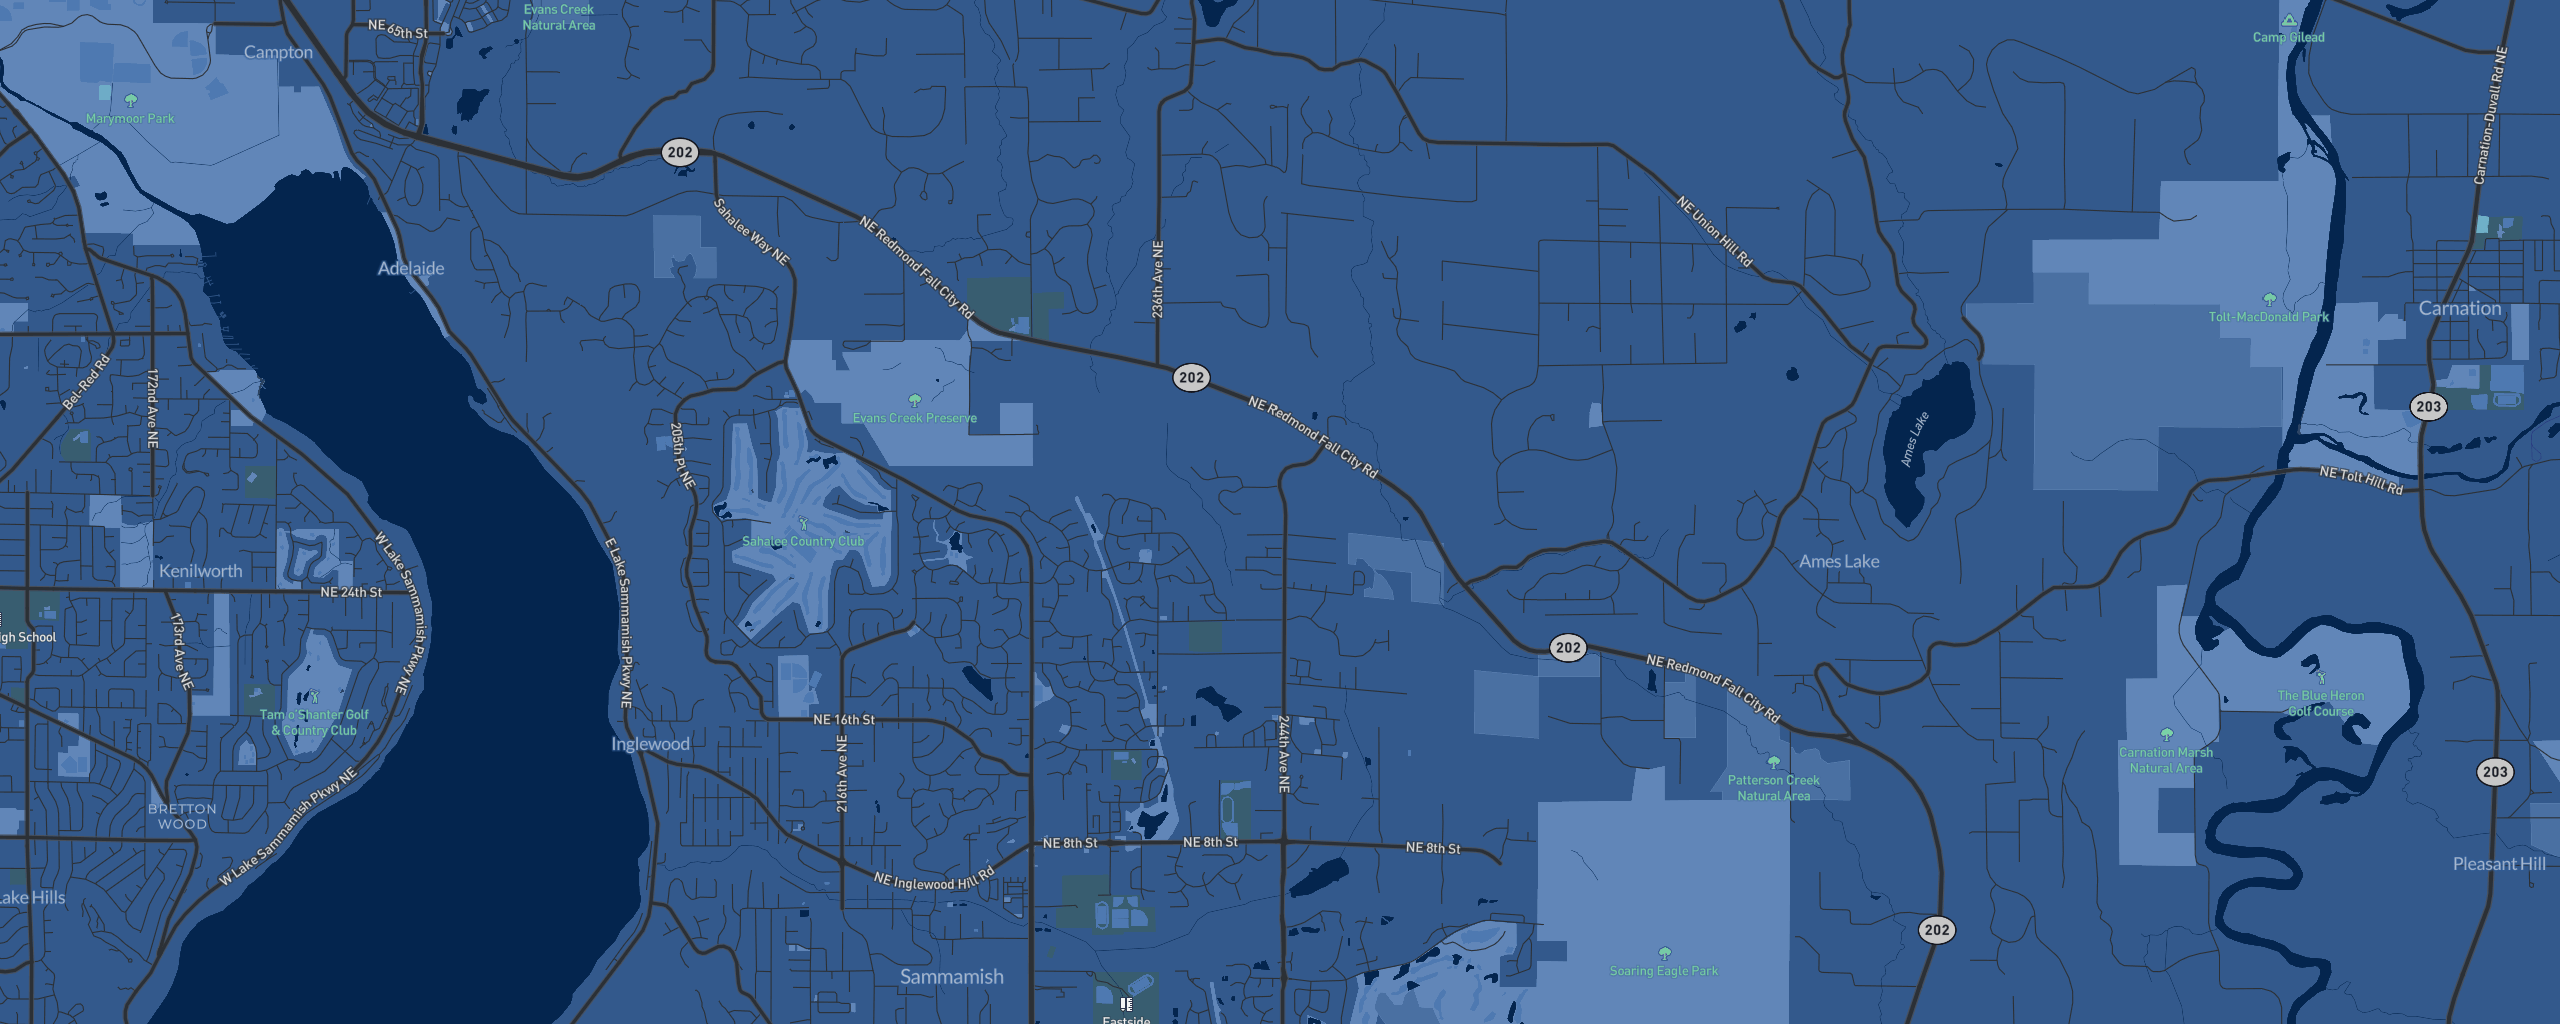 Evans Creek
Natural Area
NE 65th St
Campton
Camp Gilead
Carnation-Duvall Rd NE
Marymoor Park
202
Sahalee Way NE
NE Redmond Fall City Rd
236th Ave NE
NE Union Hill Rd
Adelaide
Toll-MacDonald Park
Carnation
Bel-Red Rd
172nd Ave NE
202
NE Redmond Fall City Rd
203
Evans Creek Preserve
205th Pl NE
Ames Lake
NE Tolt Hill Rd
Sahalee Country Club
Kenilworth
NE 24th St
W Lake Sammamish Pkwy NE
E Lake Sammamish Pkwy NE
Ames Lake
gh School
173rd Ave NE
202
NE Redmond Fall City Rd
Tam o'Shanter Golf
& Country Club
The Blue Heron
Golf Course
NE 16th St
216th Ave NE
244th Ave NE
Inglewood
Carnation Marsh
Natural Area
203
Patterson Creek
Natural Area
BRETTON
WOOD
W Lake Sammamish Pkwy NE
NE 8th St
NE 8th St
NE 8th St
NE Inglewood Hill Rd
Pleasant Hill
Lake Hills
202
Sammamish
Soaring Eagle Park
Eastside